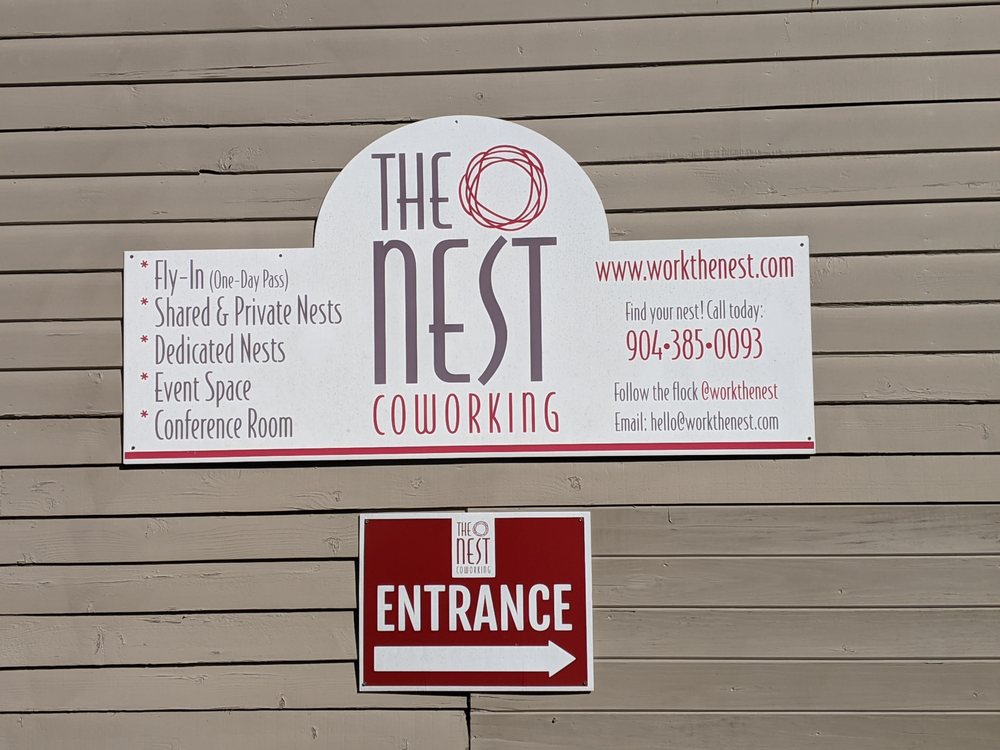 THE
NEST
COWORKING
* Fly-In (One-Day Pass)
* Shared & Private Nests
* Dedicated Nests
* Event Space
* Conference Room
www.workthenest.com
Find your nest! Call today:
904•385•0093
Follow the flock @workthenest
Email: hello@workthenest.com
THE
NEST
COWORKING
ENTRANCE